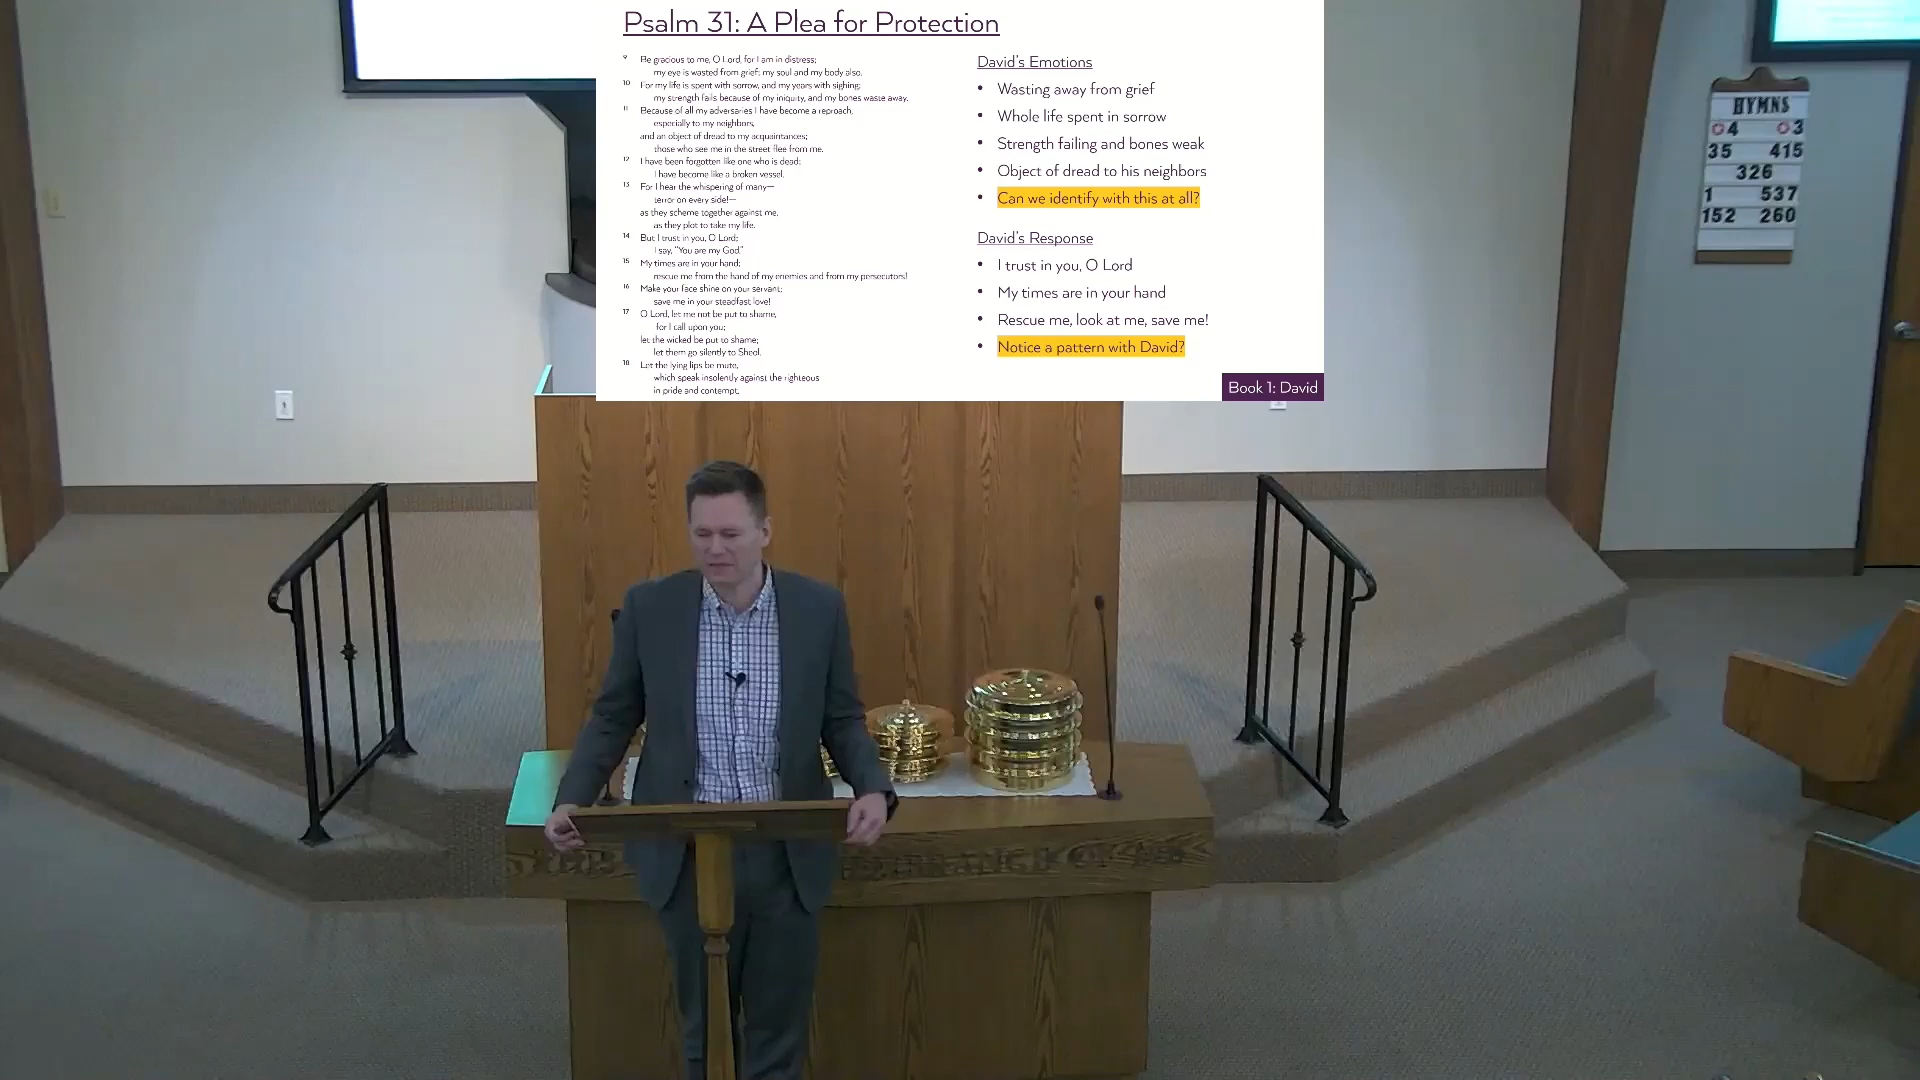 Psalm 31: A Plea for Protection
9 Be gracious to me, O Lord, for I am in distress;
my eye is wasted from grief; my soul and my body also.
10 For my life is spent with sorrow, and my years with sighing;
my strength fails because of my iniquity, and my bones waste away.
11 Because of all my adversaries I have become a reproach,
especially to my neighbors,
and an object of dread to my acquaintances;
those who see me in the street flee from me.
12 I have been forgotten like one who is dead;
I have become like a broken vessel.
13 For I hear the whispering of many—
terror on every side!—
as they scheme together against me,
as they plot to take my life.
14 But I trust in you, O Lord;
I say, "You are my God."
15 My times are in your hand;
rescue me from the hand of my enemies and from my persecutors!
16 Make your face shine on your servant;
save me in your steadfast love!
17 O Lord, let me not be put to shame,
for I call upon you;
let the wicked be put to shame;
let them go silently to Sheol.
18 Let the lying lips be mute,
which speak insolently against the righteous
in pride and contempt.
David's Emotions
• Wasting away from grief
• Whole life spent in sorrow
• Strength failing and bones weak
• Object of dread to his neighbors
• Can we identify with this at all?
David's Response
• I trust in you, O Lord
• My times are in your hand
• Rescue me, look at me, save me!
• Notice a pattern with David?
Book 1: David
HYMNS
4 3
35 415
326
1 537
152 260